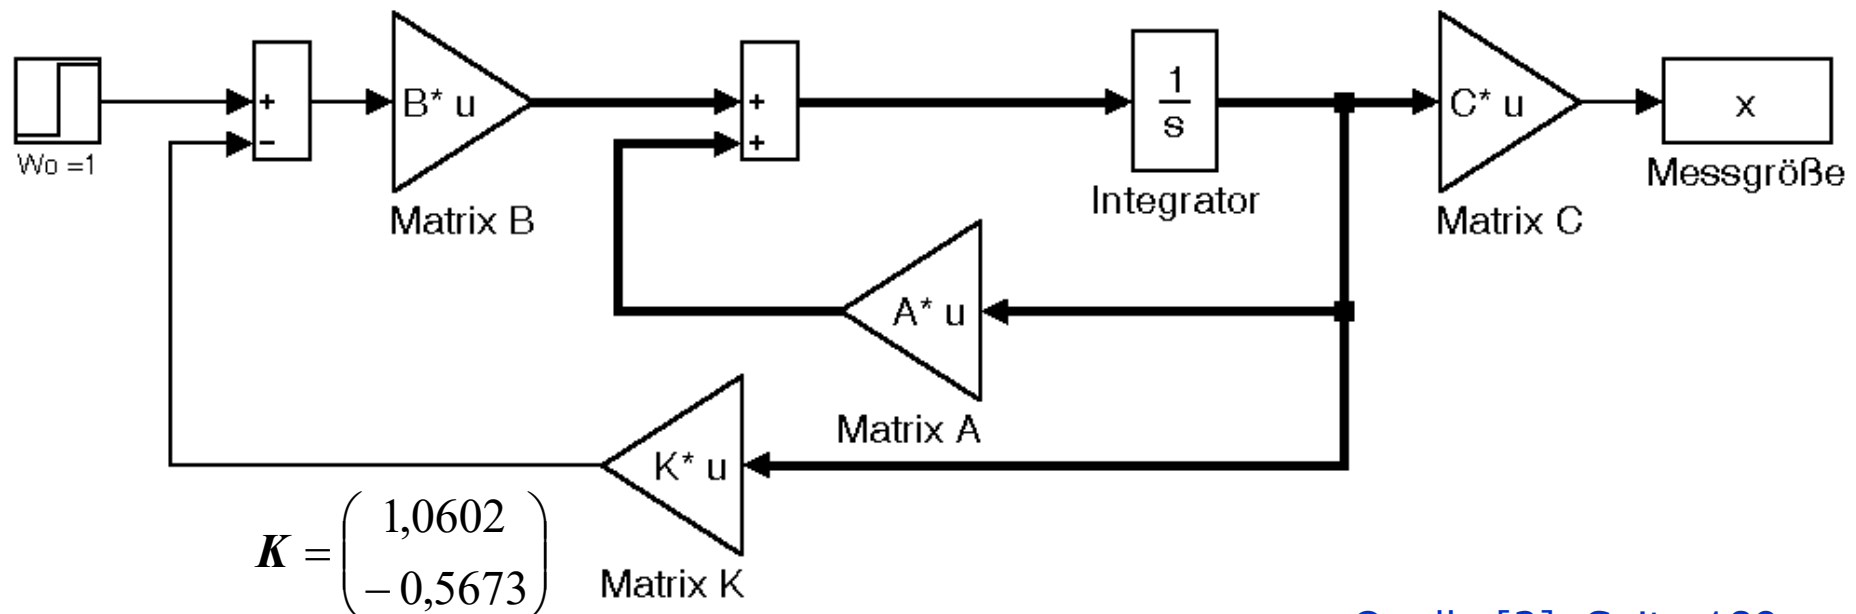 Wo =1
+
−
B* u
Matrix B
+
+
1
s
Integrator
C* u
Matrix C
x
Messgröße
A* u
Matrix A
K* u
Matrix K
K = ( 1,0602
− 0,5673 )